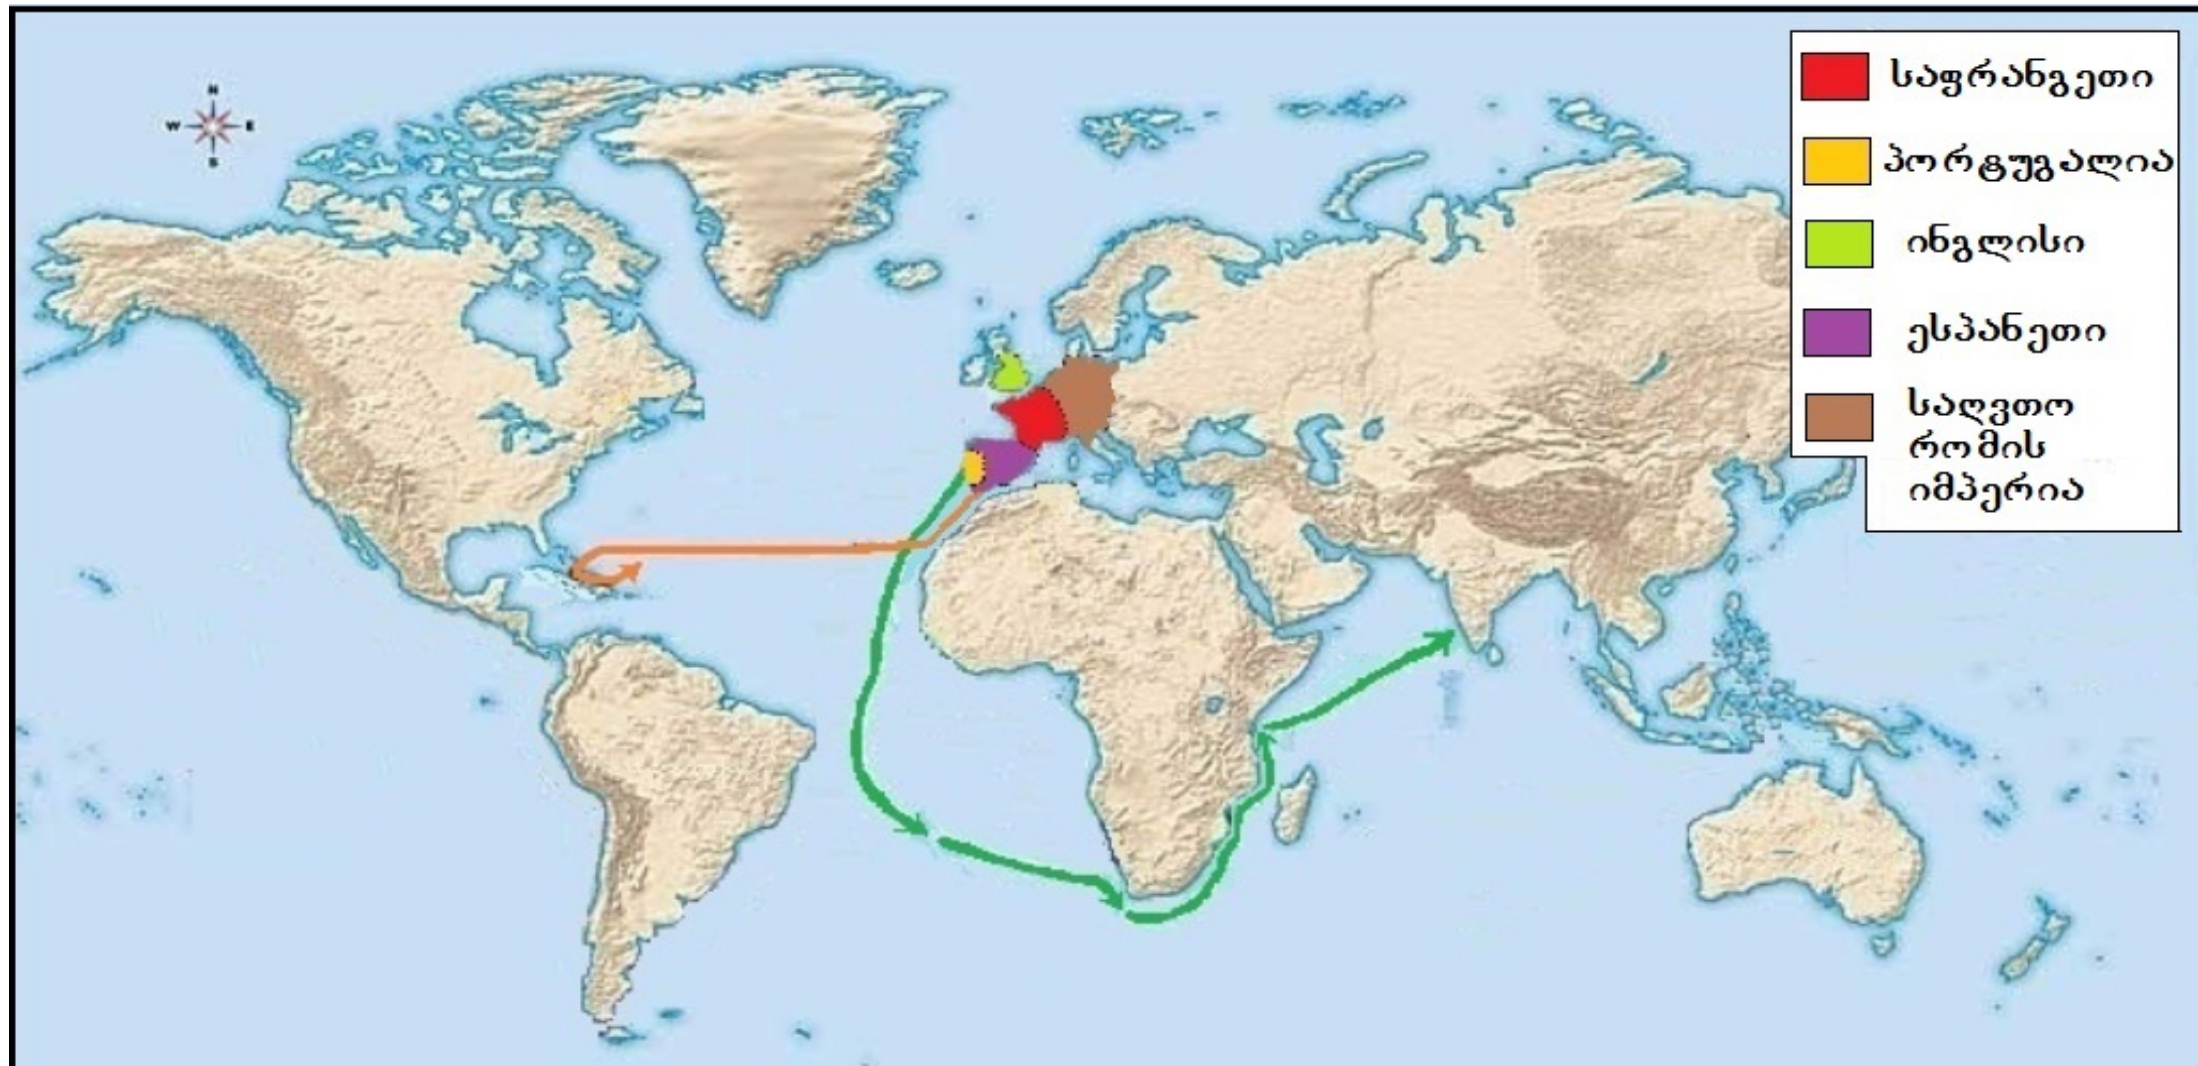 N
W E
S
საფრანგეთი
პორტუგალია
ინგლისი
ესპანეთი
საღვთო
რომის
იმპერია